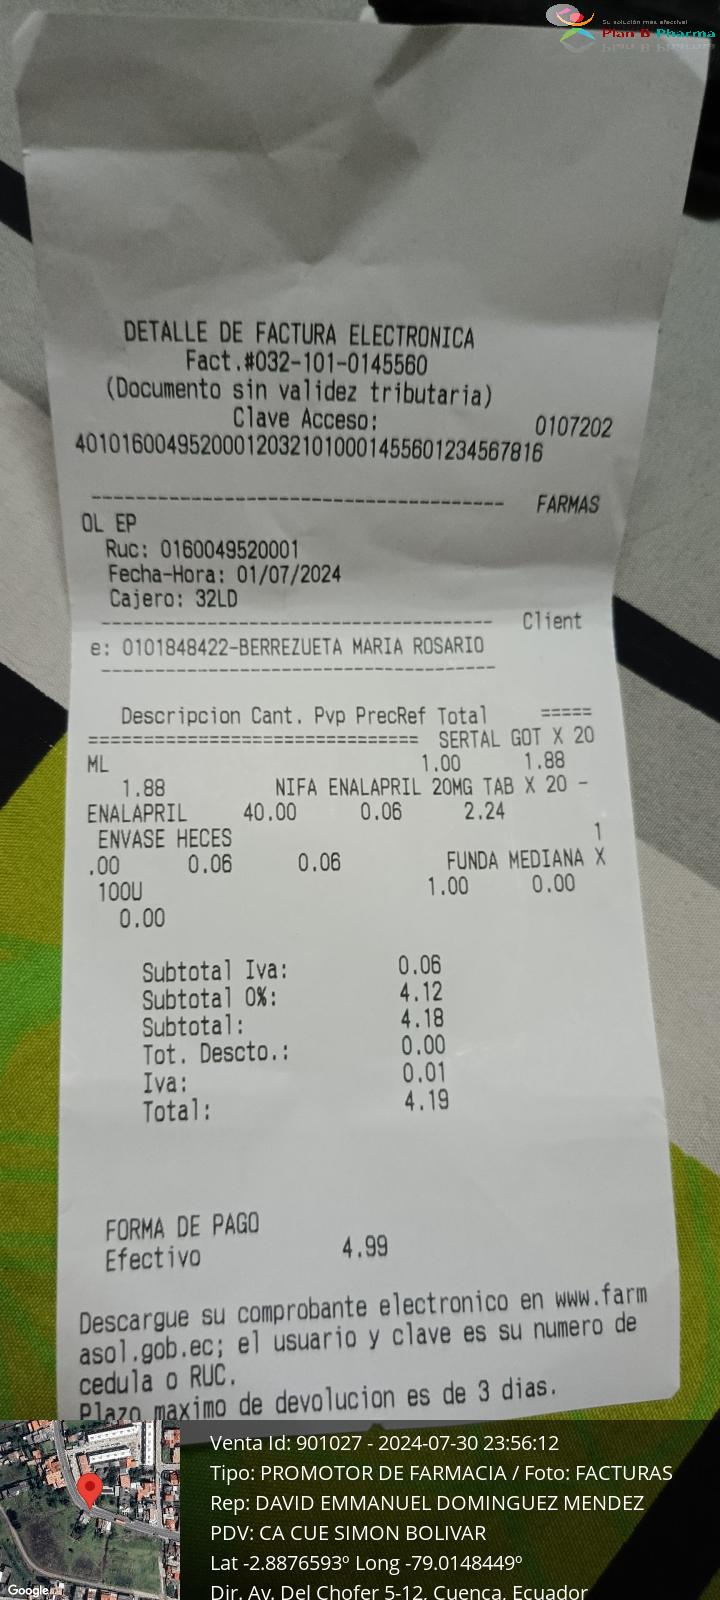 Su solución más efectiva!
Plan B Pharma
DETALLE DE FACTURA ELECTRONICA
Fact.#032-101-0145560
(Documento sin validez tributaria)
Clave Acceso: 0107202
401016004952000120321010001455601234567816
---------------------------------- FARMAS
OL EP
Ruc: 0160049520001
Fecha-Hora: 01/07/2024
Cajero: 32LD
---------------------------------- Client
e: 0101848422-BERREZUETA MARIA ROSARIO
----------------------------------
Descripcion Cant. Pvp PrecRef Total =====
============================== SERTAL GOT X 20
ML 1.00 1.88
1.88 NIFA ENALAPRIL 20MG TAB X 20 -
ENALAPRIL 40.00 0.06 2.24
ENVASE HECES 1
.00 0.06 0.06 FUNDA MEDIANA X
100U 1.00 0.00
0.00
Subtotal Iva: 0.06
Subtotal 0%: 4.12
Subtotal: 4.18
Tot. Descto.: 0.00
Iva: 0.01
Total: 4.19
FORMA DE PAGO
Efectivo 4.99
Descargue su comprobante electronico en www.farm
asol.gob.ec; el usuario y clave es su numero de
cedula o RUC.
Plazo maximo de devolucion es de 3 dias.
Venta Id: 901027 - 2024-07-30 23:56:12
Tipo: PROMOTOR DE FARMACIA / Foto: FACTURAS
Rep: DAVID EMMANUEL DOMINGUEZ MENDEZ
PDV: CA CUE SIMON BOLIVAR
Lat -2.8876593º Long -79.0148449º
Dir. Av. Del Chofer 5-12, Cuenca, Ecuador
Google